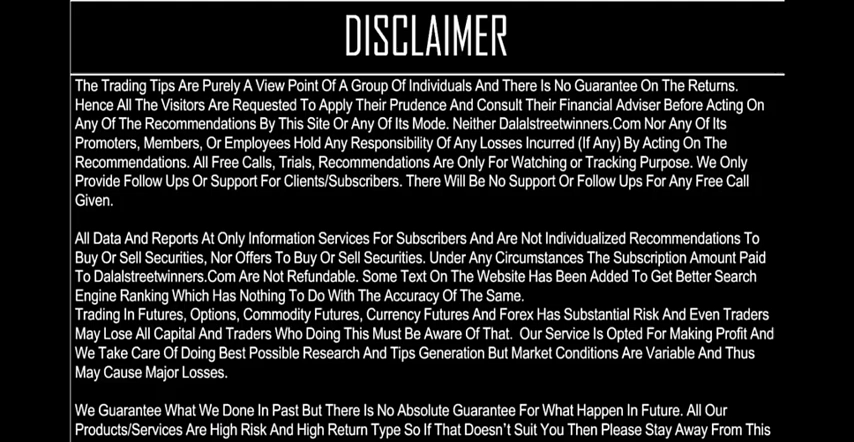 DISCLAIMER
The Trading Tips Are Purely A View Point Of A Group Of Individuals And There Is No Guarantee On The Returns.
Hence All The Visitors Are Requested To Apply Their Prudence And Consult Their Financial Adviser Before Acting On
Any Of The Recommendations By This Site Or Any Of Its Mode. Neither Dalalstreetwinners.Com Nor Any Of Its
Promoters, Members, Or Employees Hold Any Responsibility Of Any Losses Incurred (If Any) By Acting On The
Recommendations. All Free Calls, Trials, Recommendations Are Only For Watching or Tracking Purpose. We Only
Provide Follow Ups Or Support For Clients/Subscribers. There Will Be No Support Or Follow Ups For Any Free Call
Given.
All Data And Reports At Only Information Services For Subscribers And Are Not Individualized Recommendations To
Buy Or Sell Securities, Nor Offers To Buy Or Sell Securities. Under Any Circumstances The Subscription Amount Paid
To Dalalstreetwinners.Com Are Not Refundable. Some Text On The Website Has Been Added To Get Better Search
Engine Ranking Which Has Nothing To Do With The Accuracy Of The Same.
Trading In Futures, Options, Commodity Futures, Currency Futures And Forex Has Substantial Risk And Even Traders
May Lose All Capital And Traders Who Doing This Must Be Aware Of That. Our Service Is Opted For Making Profit And
We Take Care Of Doing Best Possible Research And Tips Generation But Market Conditions Are Variable And Thus
May Cause Major Losses.
We Guarantee What We Done In Past But There Is No Absolute Guarantee For What Happen In Future. All Our
Products/Services Are High Risk And High Return Type So If That Doesn't Suit You Then Please Stay Away From This